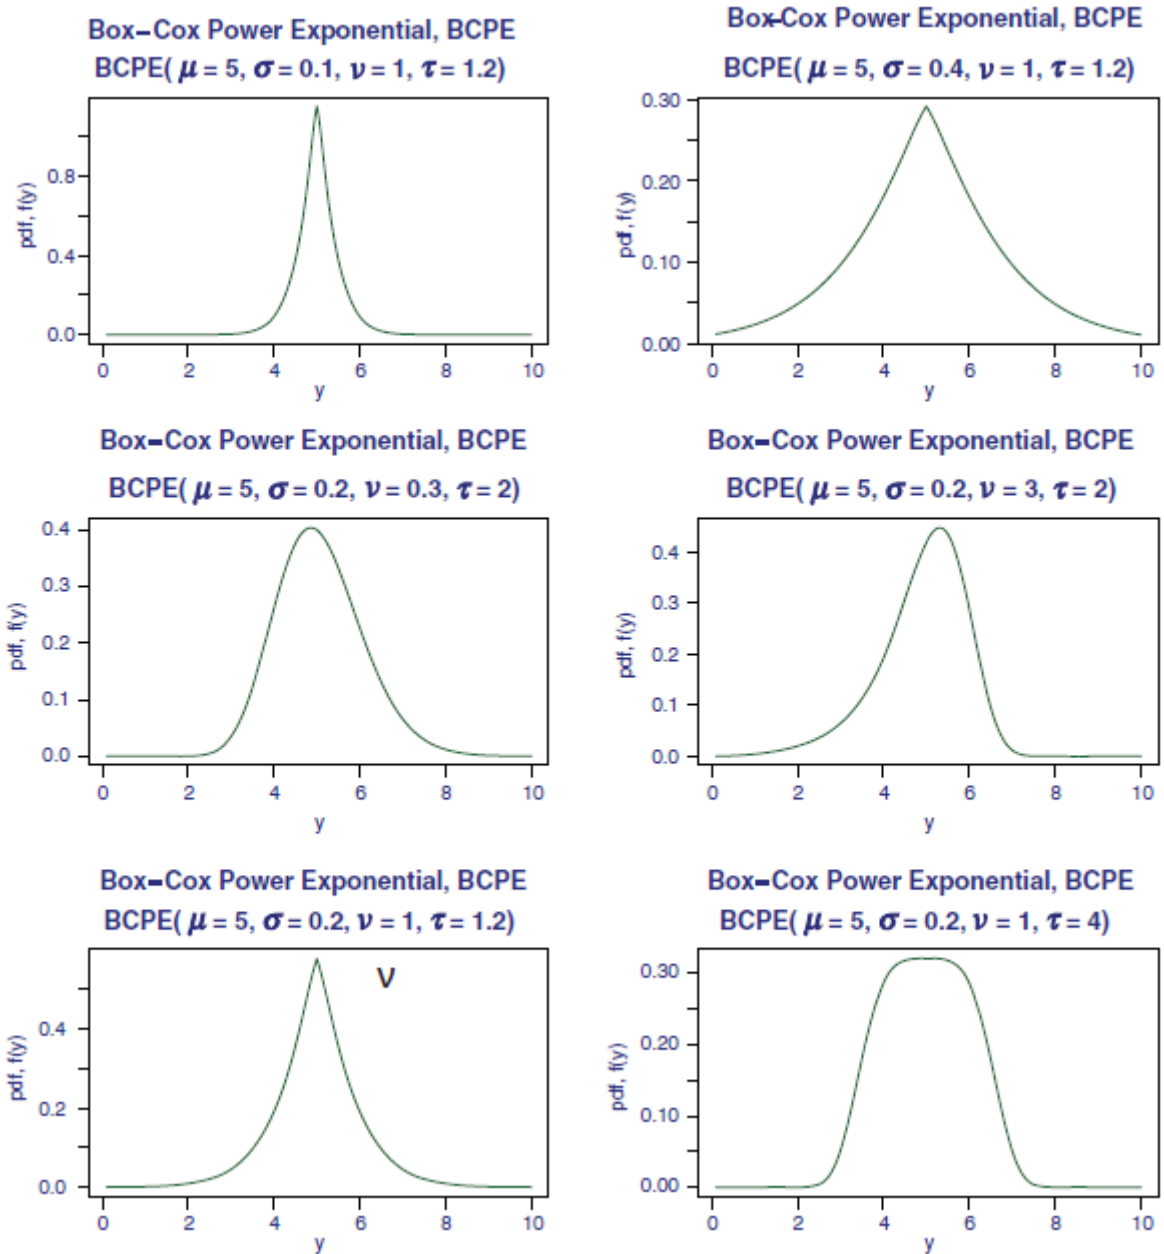 Box–Cox Power Exponential, BCPE
BCPE( μ = 5, σ = 0.1, ν = 1, τ = 1.2)
pdf, f(y)
0.8
0.4
0.0
0 2 4 6 8 10
y
Box-Cox Power Exponential, BCPE
BCPE( μ = 5, σ = 0.4, ν = 1, τ = 1.2)
pdf, f(y)
0.30
0.20
0.10
0.00
0 2 4 6 8 10
y
Box–Cox Power Exponential, BCPE
BCPE( μ = 5, σ = 0.2, ν = 0.3, τ = 2)
pdf, f(y)
0.4
0.3
0.2
0.1
0.0
0 2 4 6 8 10
y
Box–Cox Power Exponential, BCPE
BCPE( μ = 5, σ = 0.2, ν = 3, τ = 2)
pdf, f(y)
0.4
0.3
0.2
0.1
0.0
0 2 4 6 8 10
y
Box–Cox Power Exponential, BCPE
BCPE( μ = 5, σ = 0.2, ν = 1, τ = 1.2)
ν
pdf, f(y)
0.4
0.2
0.0
0 2 4 6 8 10
y
Box–Cox Power Exponential, BCPE
BCPE( μ = 5, σ = 0.2, ν = 1, τ = 4)
pdf, f(y)
0.30
0.20
0.10
0.00
0 2 4 6 8 10
y